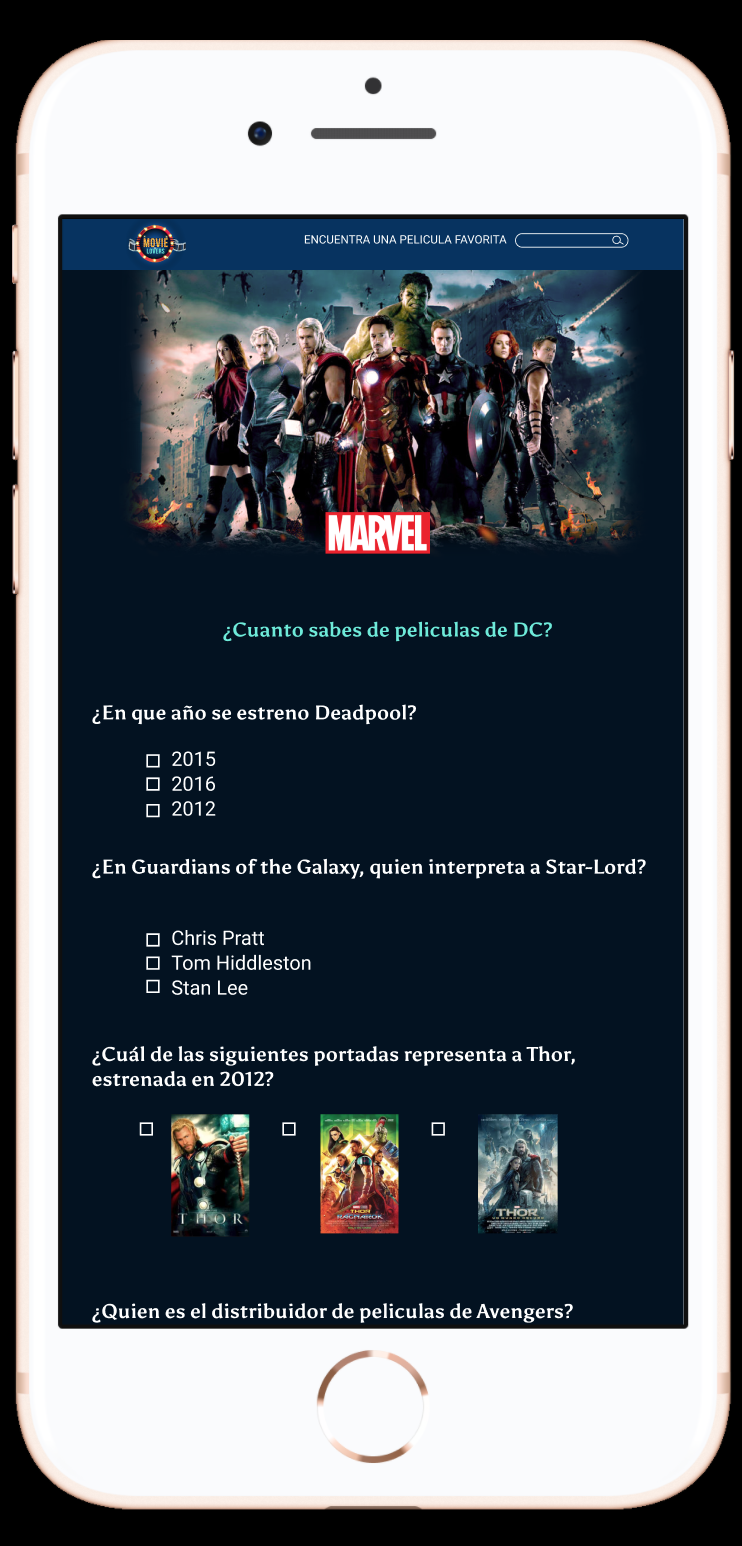 MOVIE
LOVERS
ENCUENTRA UNA PELICULA FAVORITA
MARVEL
¿Cuanto sabes de peliculas de DC?
¿En que año se estreno Deadpool?
2015
2016
2012
¿En Guardians of the Galaxy, quien interpreta a Star-Lord?
Chris Pratt
Tom Hiddleston
Stan Lee
¿Cuál de las siguientes portadas representa a Thor,
estrenada en 2012?
THOR
THOR
RAGNAROK
THOR
¿Quien es el distribuidor de peliculas de Avengers?